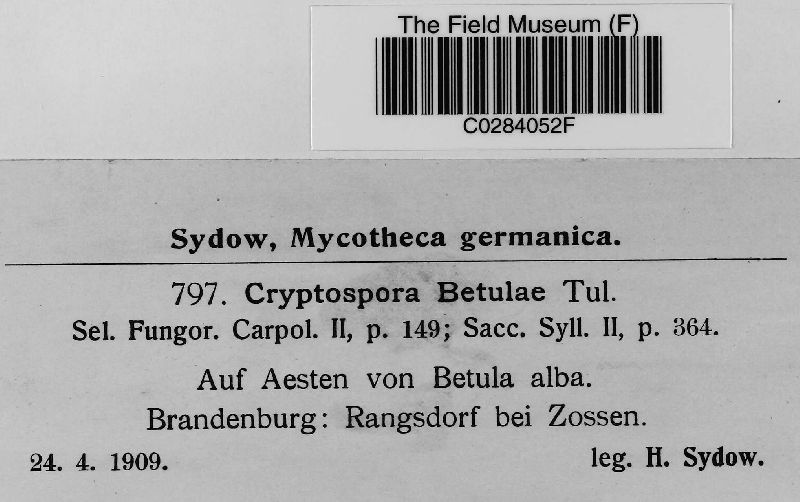 The Field Museum (F)
C0284052F
Sydow, Mycotheca germanica.
797. Cryptospora Betulae Tul.
Sel. Fungor. Carpol. II, p. 149; Sacc. Syll. II, p. 364.
Auf Aesten von Betula alba.
Brandenburg: Rangsdorf bei Zossen.
24. 4. 1909. leg. H. Sydow.